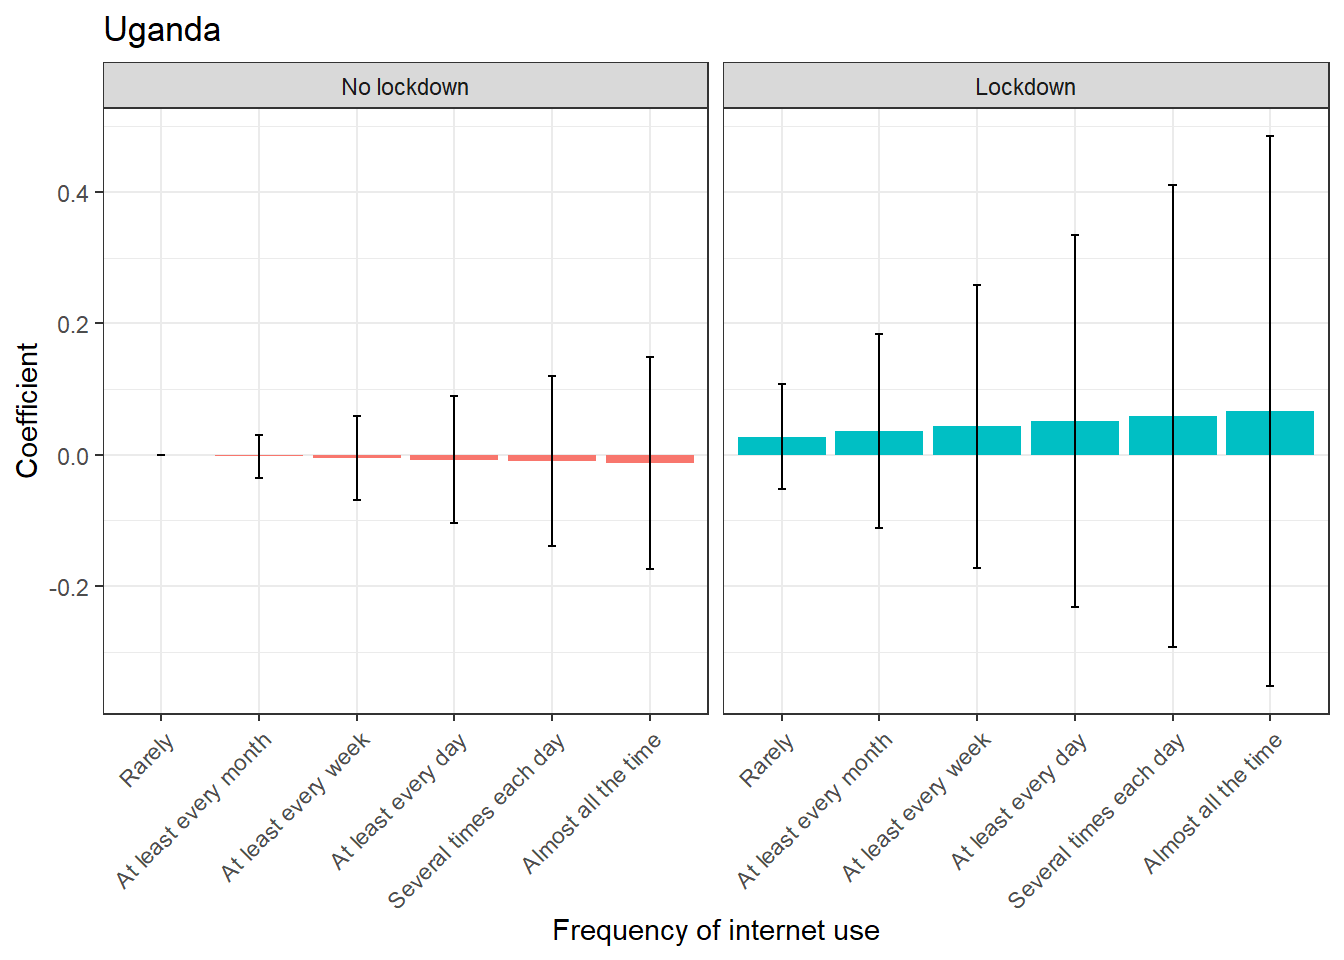 Uganda
No lockdown
Lockdown
Coefficient
0.4
0.2
0.0
-0.2
Rarely
At least every month
At least every week
At least every day
Several times each day
Almost all the time
Rarely
At least every month
At least every week
At least every day
Several times each day
Almost all the time
Frequency of internet use